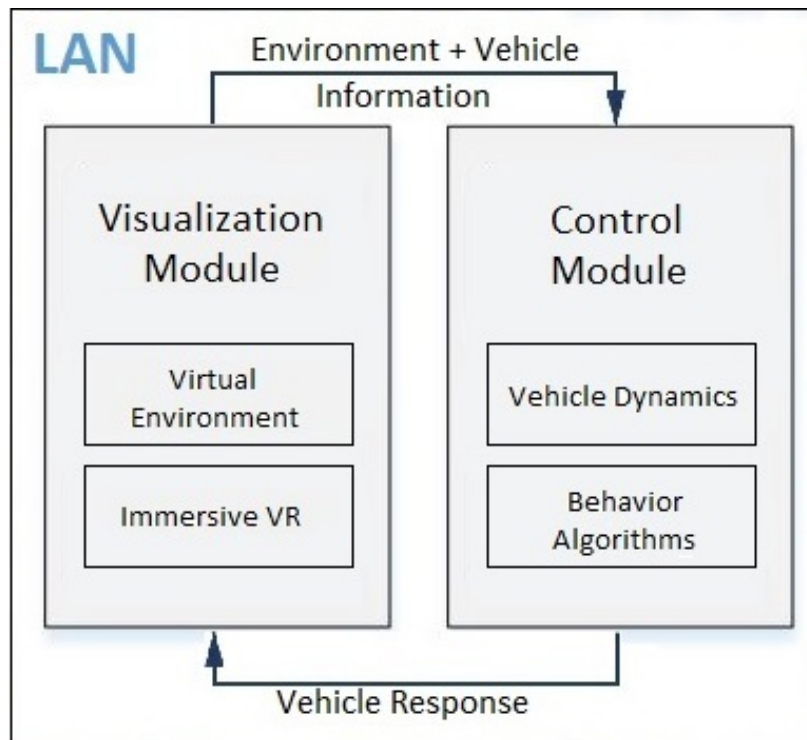 LAN
Environment + Vehicle
Information
Visualization
Module
Virtual
Environment
Immersive VR
Control
Module
Vehicle Dynamics
Behavior
Algorithms
Vehicle Response